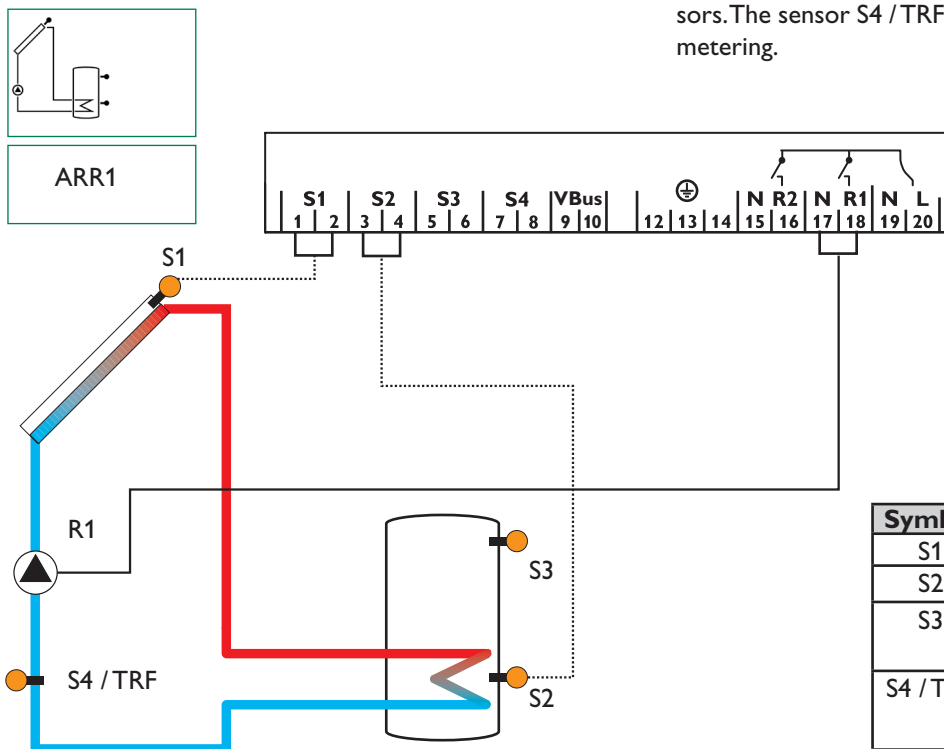 sors. The sensor S4 / TRF
metering.
ARR1
S1 S2 S3 S4 VBus N R2 N R1 N L
1 2 3 4 5 6 7 8 9 10 12 13 14 15 16 17 18 19 20
S1
R1
S3
S4 / TRF
S2
S1
S2
S3